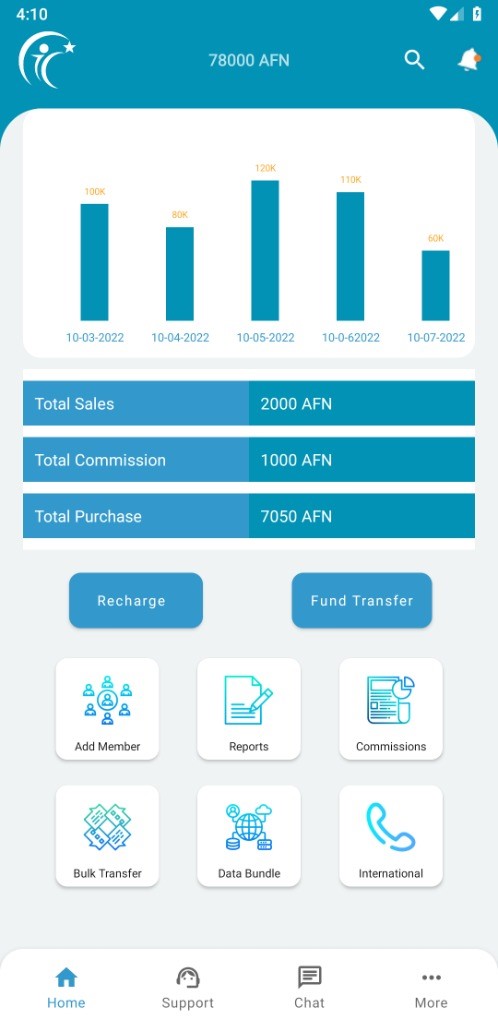 4:10
78000 AFN
120K
110K
100K
80K
60K
10-03-2022 10-04-2022 10-05-2022 10-0-62022 10-07-2022
Total Sales 2000 AFN
Total Commission 1000 AFN
Total Purchase 7050 AFN
Recharge Fund Transfer
Add Member Reports Commissions
Bulk Transfer Data Bundle International
Home Support Chat More